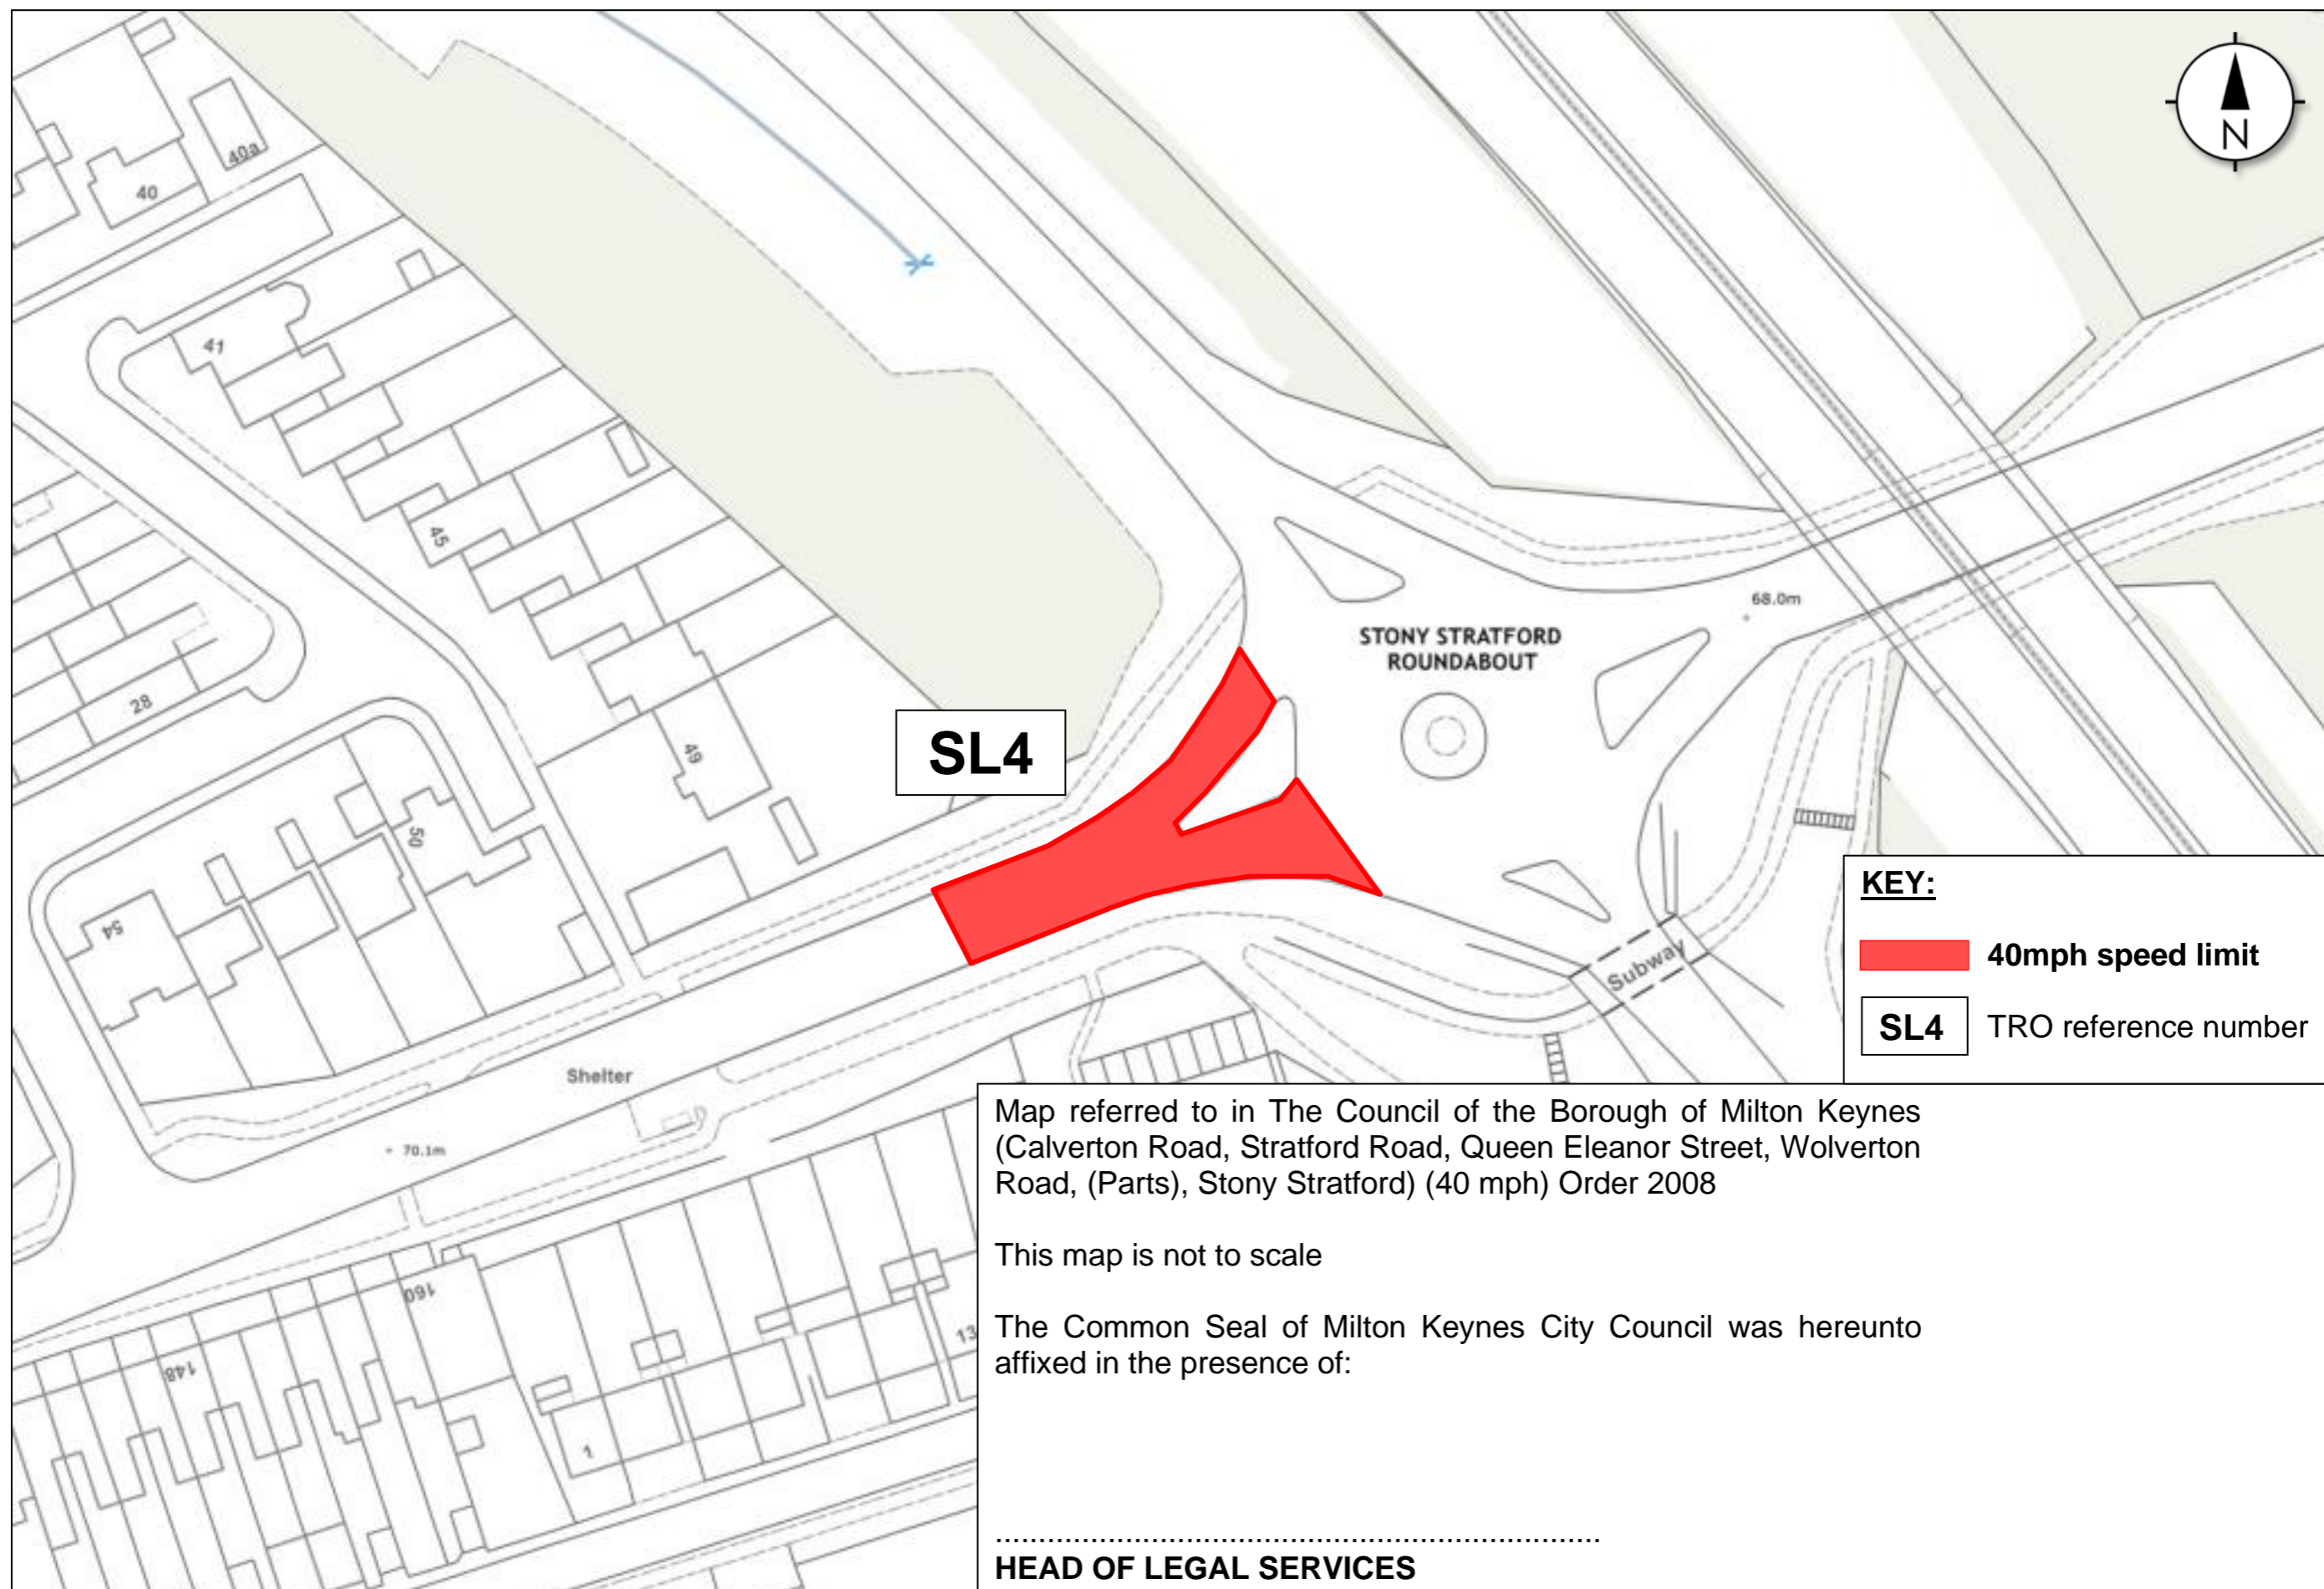 N
40a
40
41
45
STONY STRATFORD
ROUNDABOUT
68.0m
28
SL4
49
50
54
KEY:
40mph speed limit
SL4 TRO reference number
Subway
Shelter
70.1m
160
148
1
13
Map referred to in The Council of the Borough of Milton Keynes
(Calverton Road, Stratford Road, Queen Eleanor Street, Wolverton
Road, (Parts), Stony Stratford) (40 mph) Order 2008
This map is not to scale
The Common Seal of Milton Keynes City Council was hereunto
affixed in the presence of:
......................................................................
HEAD OF LEGAL SERVICES